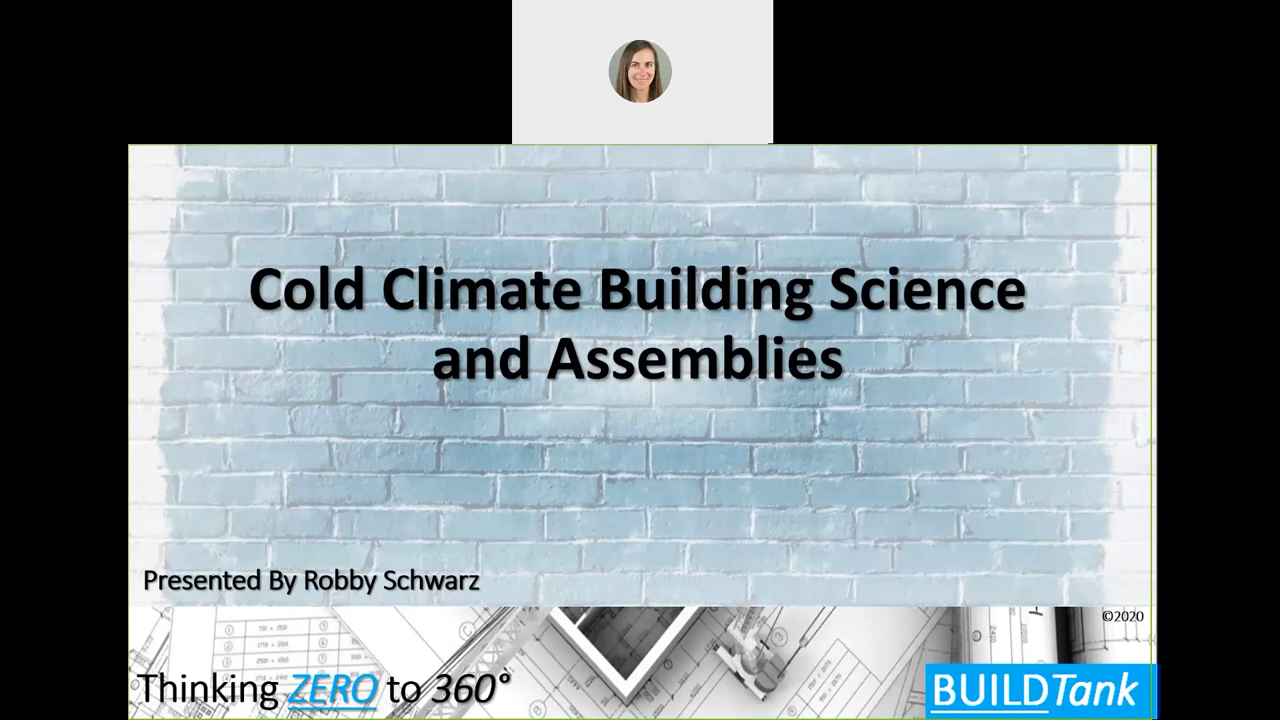 Cold Climate Building Science
and Assemblies
Presented By Robby Schwarz
©2020
Thinking ZERO to 360°
BUILDTank